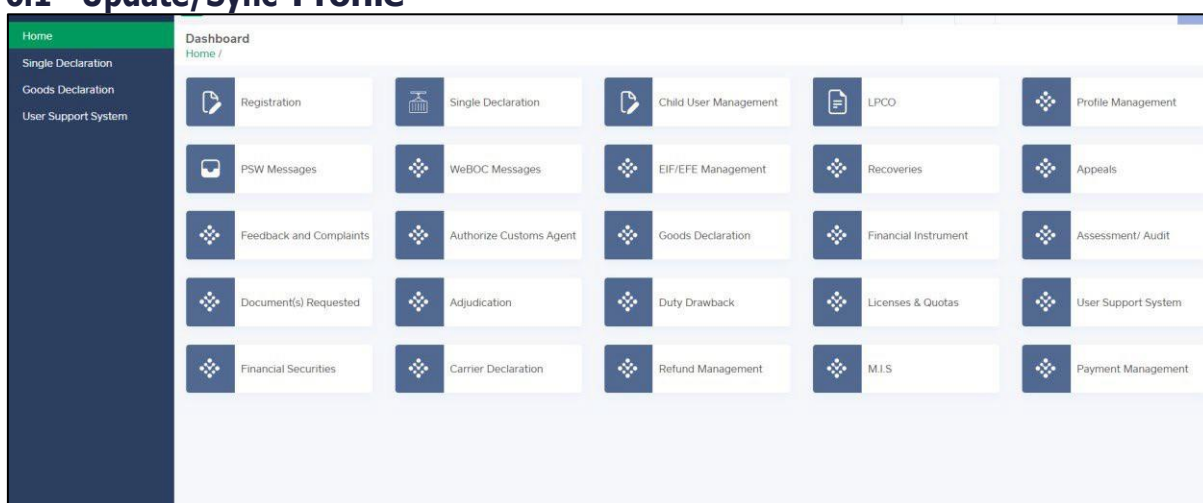 6.1 Update/Sync Profile
Home
Single Declaration
Goods Declaration
User Support System
Dashboard
Home /
Registration
Single Declaration
Child User Management
LPCO
Profile Management
PSW Messages
WeBOC Messages
EIF/EFE Management
Recoveries
Appeals
Feedback and Complaints
Authorize Customs Agent
Goods Declaration
Financial Instrument
Assessment/ Audit
Document(s) Requested
Adjudication
Duty Drawback
Licenses & Quotas
User Support System
Financial Securities
Carrier Declaration
Refund Management
M.I.S
Payment Management